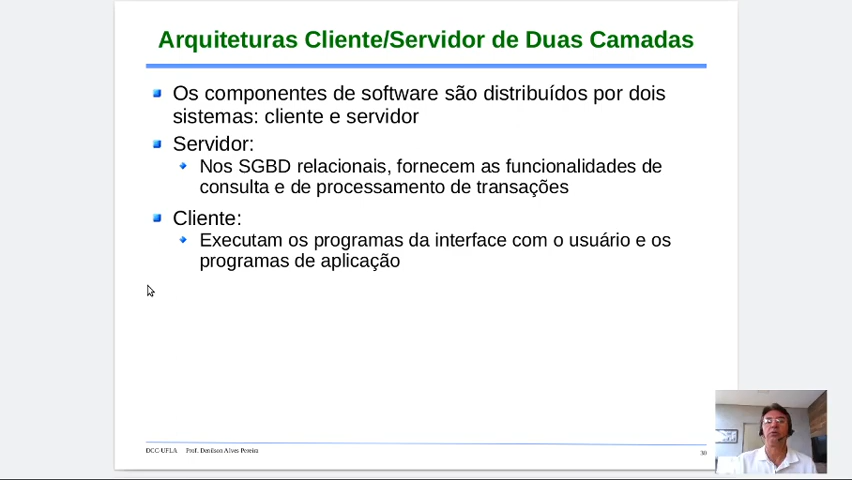 Arquiteturas Cliente/Servidor de Duas Camadas
Os componentes de software são distribuídos por dois
sistemas: cliente e servidor
Servidor:
Nos SGBD relacionais, fornecem as funcionalidades de
consulta e de processamento de transações
Cliente:
Executam os programas da interface com o usuário e os
programas de aplicação
DCC-UFLA Prof. Denilson Alves Pereira
30